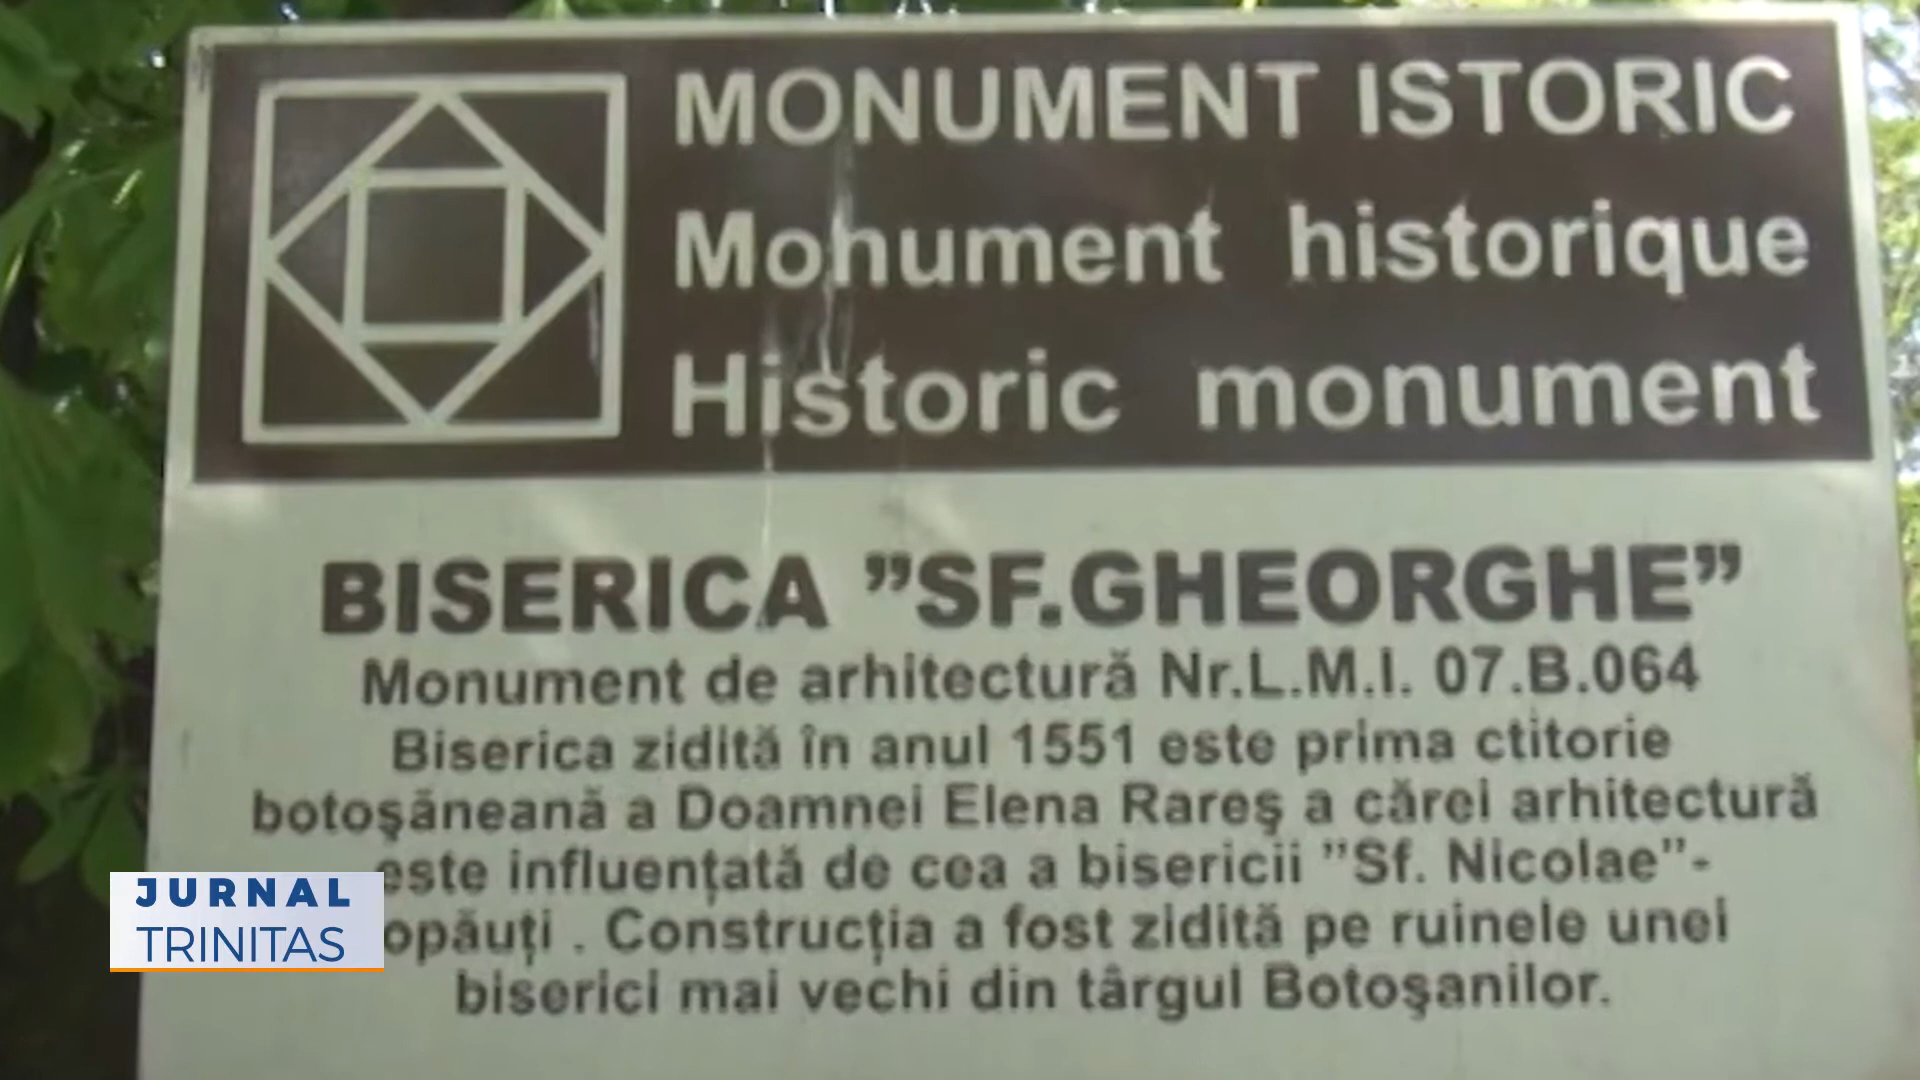 MONUMENT ISTORIC
Monument historique
Historic monument
BISERICA ”SF.GHEORGHE”
Monument de arhitectură Nr.L.M.I. 07.B.064
Biserica zidită în anul 1551 este prima ctitorie
botoşăneană a Doamnei Elena Rareş a cărei arhitectură
este influenţată de cea a bisericii ”Sf. Nicolae”-
opăuţi . Construcţia a fost zidită pe ruinele unei
biserici mai vechi din târgul Botoşanilor.
JURNAL
TRINITAS